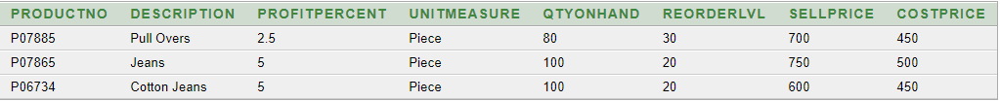 PRODUCTNO DESCRIPTION PROFITPERCENT UNITMEASURE QTYONHAND REORDERLVL SELLPRICE COSTPRICE
P07885 Pull Overs 2.5 Piece 80 30 700 450
P07865 Jeans 5 Piece 100 20 750 500
P06734 Cotton Jeans 5 Piece 100 20 600 450